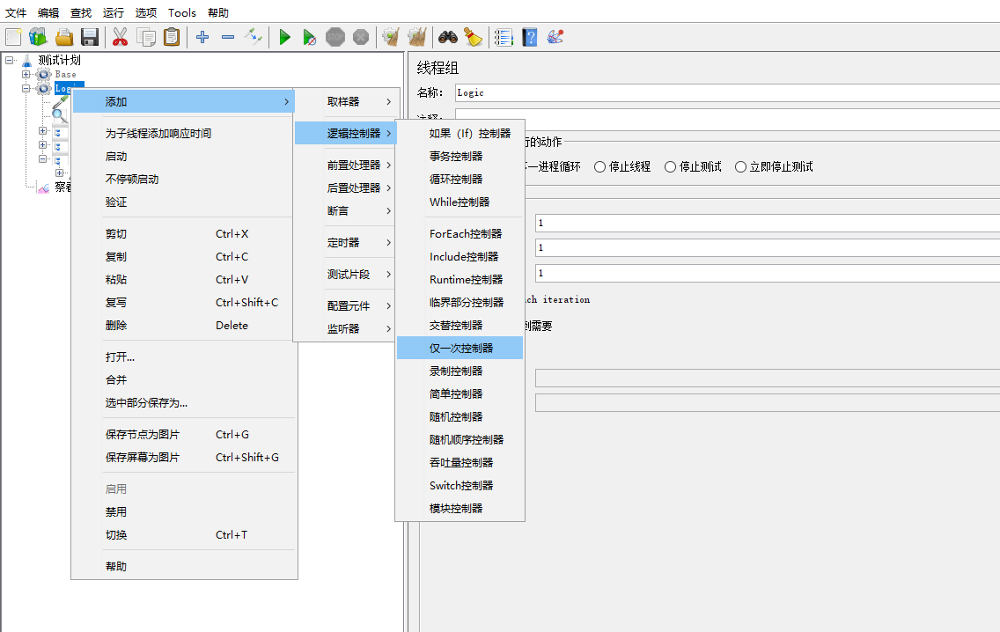 文件 编辑 查找 运行 选项 Tools 帮助
STOP
测试计划
Base
Logic
察看
线程组
名称: Logic
注释:
行的动作
一进程循环 停止线程 停止测试 立即停止测试
1
1
1
ch iteration
到需要
添加
为子线程添加响应时间
启动
不停顿启动
验证
剪切 Ctrl+X
复制 Ctrl+C
粘贴 Ctrl+V
复写 Ctrl+Shift+C
删除 Delete
打开...
合并
选中部分保存为...
保存节点为图片 Ctrl+G
保存屏幕为图片 Ctrl+Shift+G
启用
禁用
切换 Ctrl+T
帮助
取样器
逻辑控制器
前置处理器
后置处理器
断言
定时器
测试片段
配置元件
监听器
如果（If）控制器
事务控制器
循环控制器
While控制器
ForEach控制器
Include控制器
Runtime控制器
临界部分控制器
交替控制器
仅一次控制器
录制控制器
简单控制器
随机控制器
随机顺序控制器
吞吐量控制器
Switch控制器
模块控制器